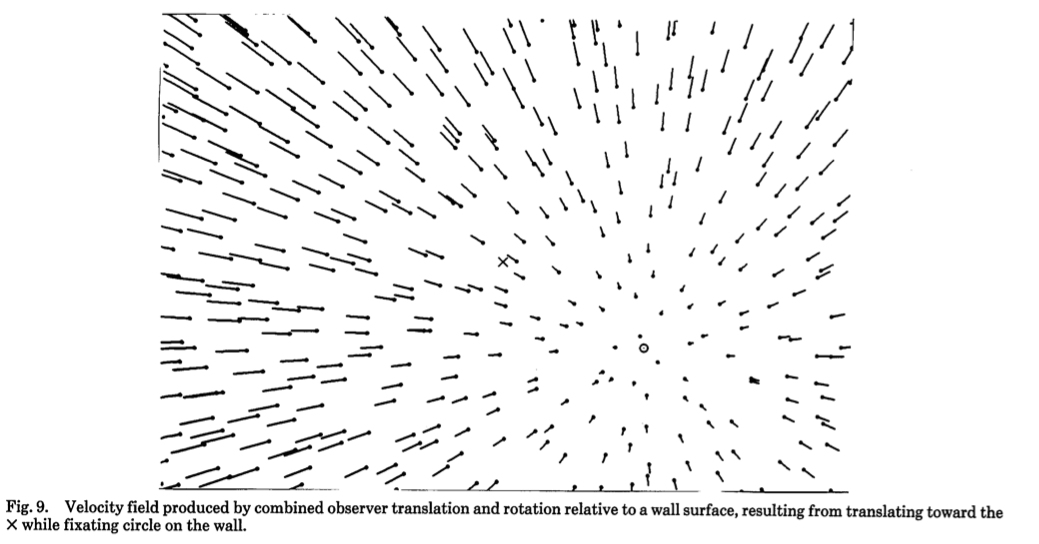 Fig. 9. Velocity field produced by combined observer translation and rotation relative to a wall surface, resulting from translating toward the
× while fixating circle on the wall.